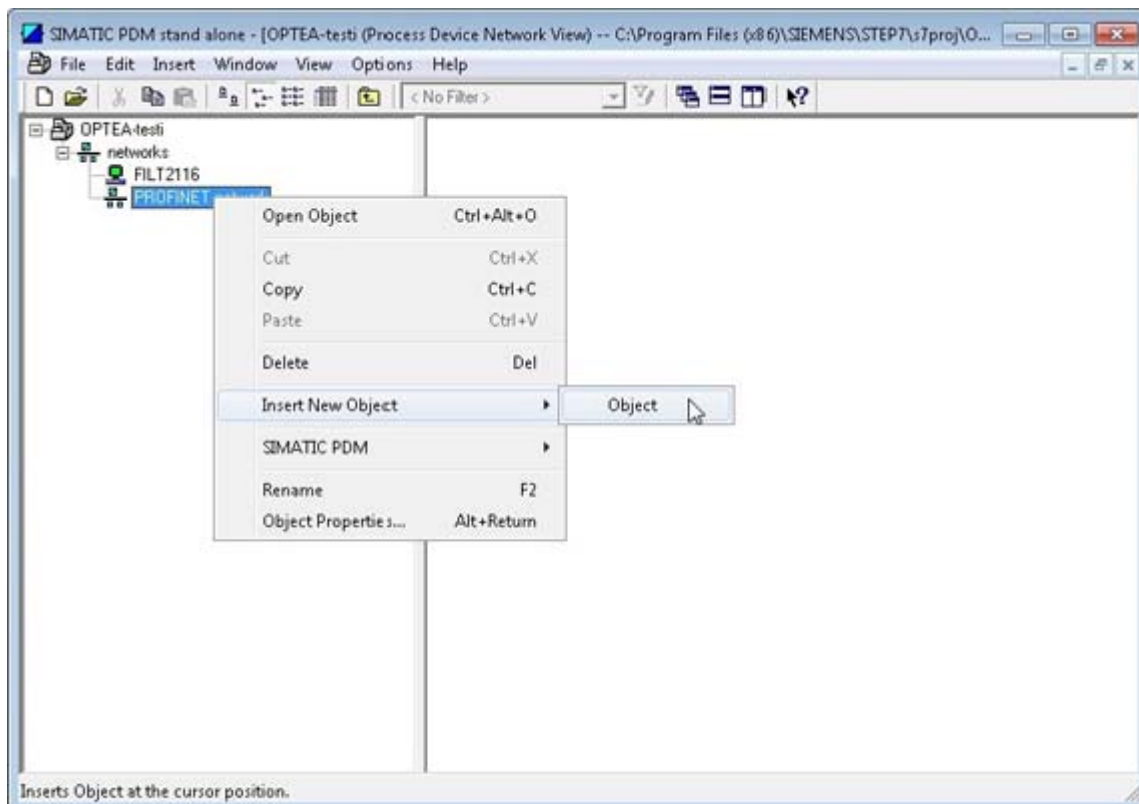 SIMATIC PDM stand alone - [OPTEA-testi (Process Device Network View) -- C:\Program Files (x86)\SIEMENS\STEP7\s7proj\O...
File Edit Insert Window View Options Help
< No Filter >
OPTEA-testi
networks
FILT2116
PROFINET
Open Object Ctrl+Alt+O
Cut Ctrl+X
Copy Ctrl+C
Paste Ctrl+V
Delete Del
Insert New Object
Object
SIMATIC PDM
Rename F2
Object Properties... Alt+Return
Inserts Object at the cursor position.